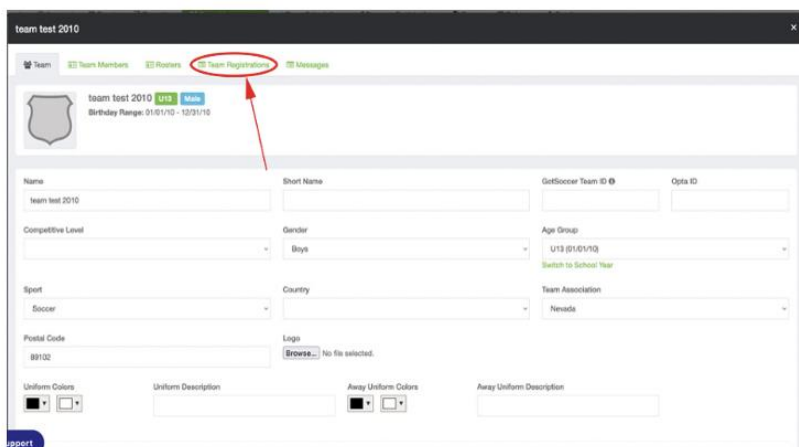 team test 2010 ×
Team Team Members Rosters Team Registrations Messages
team test 2010 U13 Male
Birthday Range: 01/01/10 - 12/31/10
Name Short Name GotSoccer Team ID Opta ID
team test 2010
Competitive Level Gender Age Group
Boys U13 (01/01/10)
Switch to School Year
Sport Country Team Association
Soccer Nevada
Postal Code Logo
89102 Browse... No file selected.
Uniform Colors Uniform Description Away Uniform Colors Away Uniform Description
upport